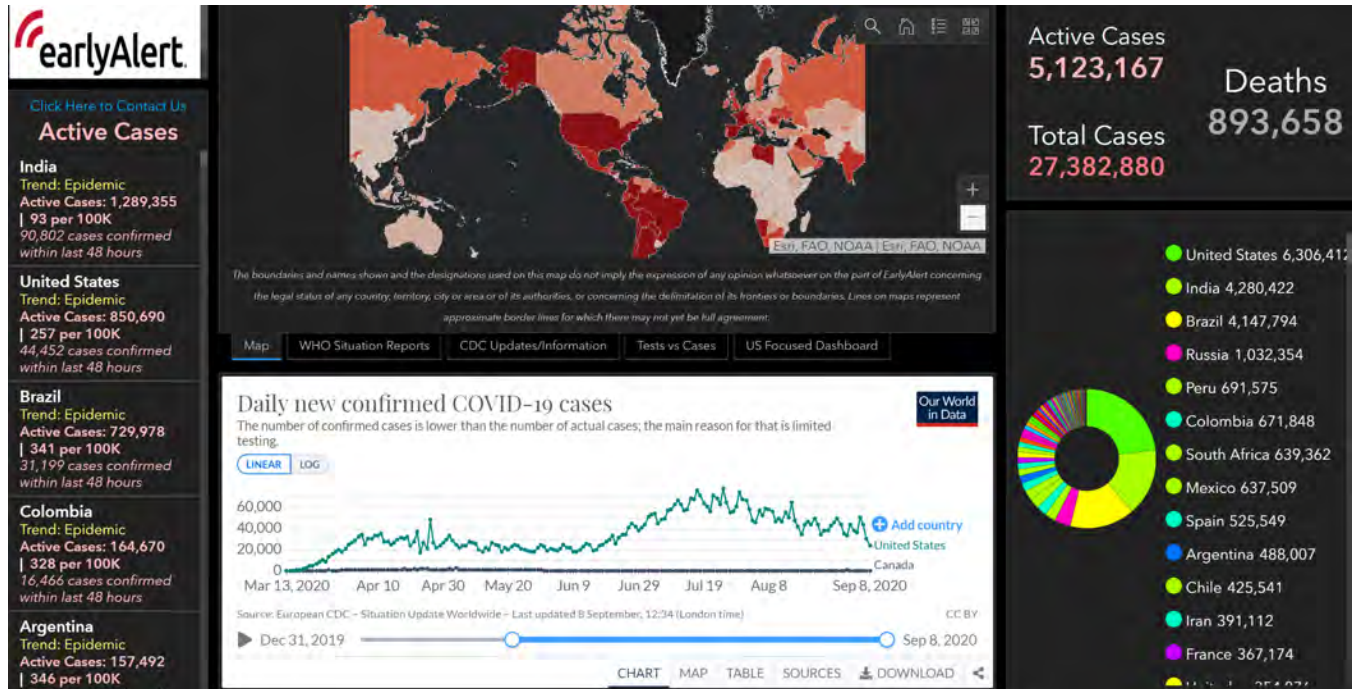 earlyAlert.
Click Here to Contact Us
Active Cases
India
Trend: Epidemic
Active Cases: 1,289,355
| 93 per 100K
90,802 cases confirmed
within last 48 hours
United States
Trend: Epidemic
Active Cases: 850,690
| 257 per 100K
44,452 cases confirmed
within last 48 hours
Brazil
Trend: Epidemic
Active Cases: 729,978
| 341 per 100K
31,199 cases confirmed
within last 48 hours
Colombia
Trend: Epidemic
Active Cases: 164,670
| 328 per 100K
16,466 cases confirmed
within last 48 hours
Argentina
Trend: Epidemic
Active Cases: 157,492
| 346 per 100K
Esri, FAO, NOAA | Esri, FAO, NOAA
The boundaries and names shown and the designations used on this map do not imply the expression of any opinion whatsoever on the part of EarlyAlert concerning
the legal status of any country, territory, city or area or of its authorities, or concerning the delimitation of its frontiers or boundaries. Lines on maps represent
approximate border lines for which there may not yet be full agreement.
Map
WHO Situation Reports
CDC Updates/Information
Tests vs Cases
US Focused Dashboard
Daily new confirmed COVID-19 cases
The number of confirmed cases is lower than the number of actual cases; the main reason for that is limited
testing.
Our World
in Data
LINEAR LOG
60,000
40,000
20,000
0
Add country
United States
Canada
Mar 13, 2020 Apr 10 Apr 30 May 20 Jun 9 Jun 29 Jul 19 Aug 8 Sep 8, 2020
Source: European CDC – Situation Update Worldwide – Last updated 8 September, 12:34 (London time)
CC BY
Dec 31, 2019
Sep 8, 2020
CHART MAP TABLE SOURCES DOWNLOAD
Active Cases
5,123,167
Total Cases
27,382,880
Deaths
893,658
United States 6,306,412
India 4,280,422
Brazil 4,147,794
Russia 1,032,354
Peru 691,575
Colombia 671,848
South Africa 639,362
Mexico 637,509
Spain 525,549
Argentina 488,007
Chile 425,541
Iran 391,112
France 367,174